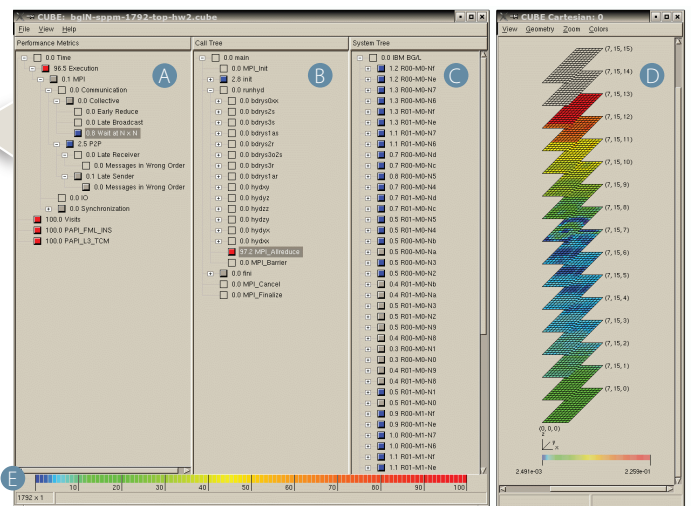 CUBE: bglN-sppm-1792-top-hw2.cube
File View Help
Performance Metrics
0.0 Time
96.5 Execution
0.1 MPI
0.0 Communication
0.0 Collective
0.0 Early Reduce
0.0 Late Broadcast
0.8 Wait at N x N
2.5 P2P
0.0 Late Receiver
0.0 Messages in Wrong Order
0.1 Late Sender
0.0 Messages in Wrong Order
0.0 IO
0.0 Synchronization
100.0 Visits
100.0 PAPI_FML_INS
100.0 PAPI_L3_TCM
A
Call Tree
0.0 main
0.0 MPI_Init
2.8 init
0.0 runhyd
0.0 bdrys0xx
0.0 bdrys2s
0.0 bdrys3s
0.0 bdrys1as
0.0 bdrys2r
0.0 bdrys3o2s
0.0 bdrys3r
0.0 bdrys1ar
0.0 hydxy
0.0 hydyz
0.0 hydzz
0.0 hydzy
0.0 hydyx
0.0 hydxx
97.2 MPI_Allreduce
0.0 MPI_Barrier
0.0 fini
0.0 MPI_Cancel
0.0 MPI_Finalize
B
System Tree
0.0 IBM BG/L
1.2 R00-M0-Nf
1.2 R00-M0-Ne
1.3 R00-M0-N7
1.3 R00-M0-N6
1.3 R01-M0-Ne
1.1 R01-M0-N7
1.1 R01-M0-N6
0.7 R00-M0-Nd
0.7 R00-M0-Nc
0.8 R00-M0-N5
0.7 R00-M0-N4
0.7 R01-M0-Nd
0.7 R01-M0-Nc
0.5 R01-M0-N5
0.5 R01-M0-N4
0.5 R00-M0-Nb
0.5 R00-M0-Na
0.5 R00-M0-N3
0.5 R00-M0-N2
0.4 R01-M0-Nb
0.4 R01-M0-Na
0.5 R01-M0-N3
0.5 R01-M0-N2
0.5 R00-M0-N9
0.4 R00-M0-N8
0.3 R00-M0-N1
0.3 R00-M0-N0
0.4 R01-M0-N9
0.4 R01-M0-N8
0.5 R01-M0-N1
0.5 R01-M0-N0
0.9 R00-M1-Nf
0.9 R00-M1-Ne
1.0 R00-M1-N7
1.0 R00-M1-N6
1.1 R01-M1-Nf
1.1 R01-M1-Ne
C
E
10 20 30 40 50 60 70 80 90 100
1792 x 1
CUBE Cartesian: 0
View Geometry Zoom Colors
D
(7, 15, 15)
(7, 15, 14)
(7, 15, 13)
(7, 15, 12)
(7, 15, 11)
(7, 15, 10)
(7, 15, 9)
(7, 15, 8)
(7, 15, 7)
(7, 15, 6)
(7, 15, 5)
(7, 15, 4)
(7, 15, 3)
(7, 15, 2)
(7, 15, 1)
(7, 15, 0)
(0, 0, 0)
z
y
x
2.491e-03 2.259e-01